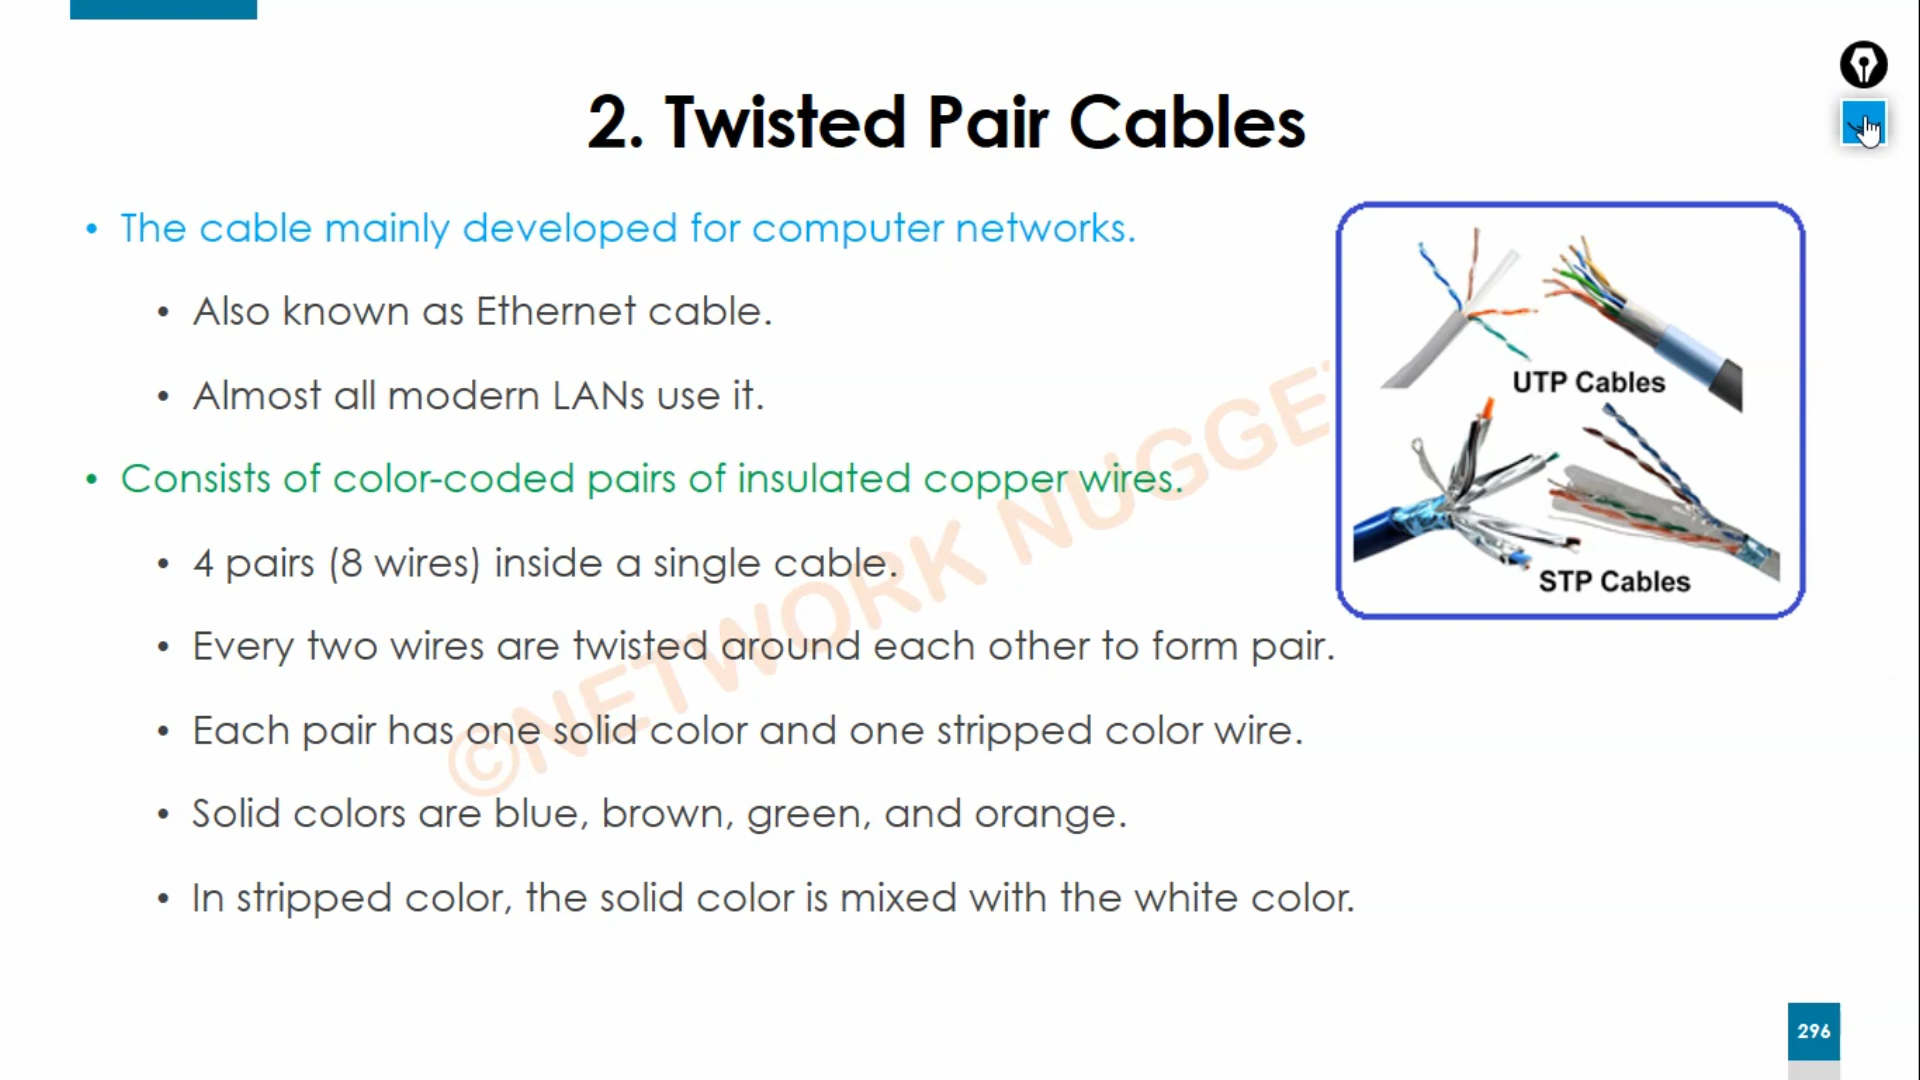 2. Twisted Pair Cables
• The cable mainly developed for computer networks.
• Also known as Ethernet cable.
• Almost all modern LANs use it.
• Consists of color-coded pairs of insulated copper wires.
• 4 pairs (8 wires) inside a single cable.
• Every two wires are twisted around each other to form pair.
• Each pair has one solid color and one stripped color wire.
• Solid colors are blue, brown, green, and orange.
• In stripped color, the solid color is mixed with the white color.
UTP Cables
STP Cables
©NETWORK NUGGE
296